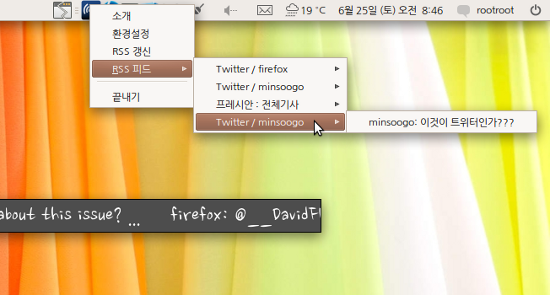 19 °C 6월 25일 (토) 오전 8:46 rootroot
소개
환경설정
RSS 갱신
RSS 피드
끝내기
Twitter / firefox
Twitter / minsoogo
프레시안 : 전체기사
Twitter / minsoogo
minsoogo: 이것이 트위터인가???
about this issue? ... firefox: @__DavidFl